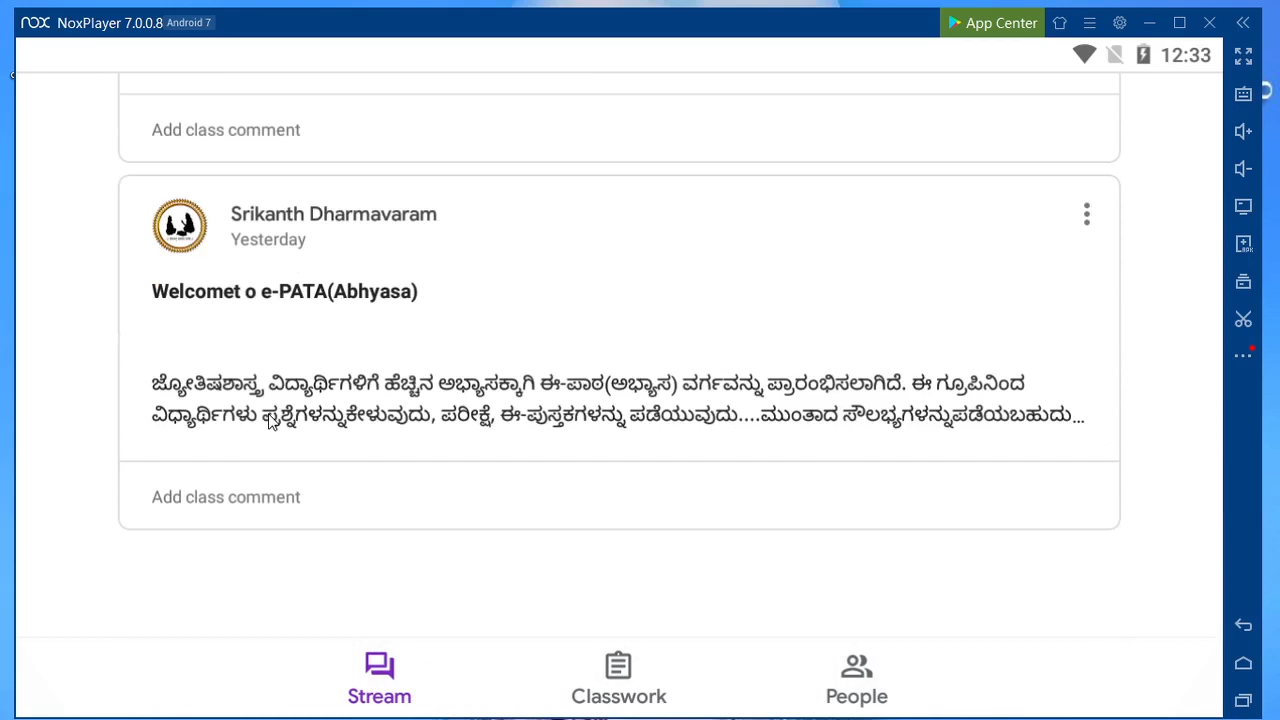 NoxPlayer 7.0.0.8 Android 7
App Center
12:33
Add class comment
Srikanth Dharmavaram
Yesterday
Welcomet o e-PATA(Abhyasa)
ಜ್ಯೋತಿಷಶಾಸ್ತ್ರ ವಿದ್ಯಾರ್ಥಿಗಳಿಗೆ ಹೆಚ್ಚಿನ ಅಭ್ಯಾಸಕ್ಕಾಗಿ ಈ-ಪಾಠ(ಅಭ್ಯಾಸ) ವರ್ಗವನ್ನು ಪ್ರಾರಂಭಿಸಲಾಗಿದೆ. ಈ ಗ್ರೂಪಿನಿಂದ
ವಿಧ್ಯಾರ್ಥಿಗಳು ಪ್ರಶ್ನೆಗಳನ್ನುಕೇಳುವುದು, ಪರೀಕ್ಷೆ, ಈ-ಪುಸ್ತಕಗಳನ್ನು ಪಡೆಯುವುದು....ಮುಂತಾದ ಸೌಲಭ್ಯಗಳನ್ನುಪಡೆಯಬಹುದು...
Add class comment
Stream
Classwork
People